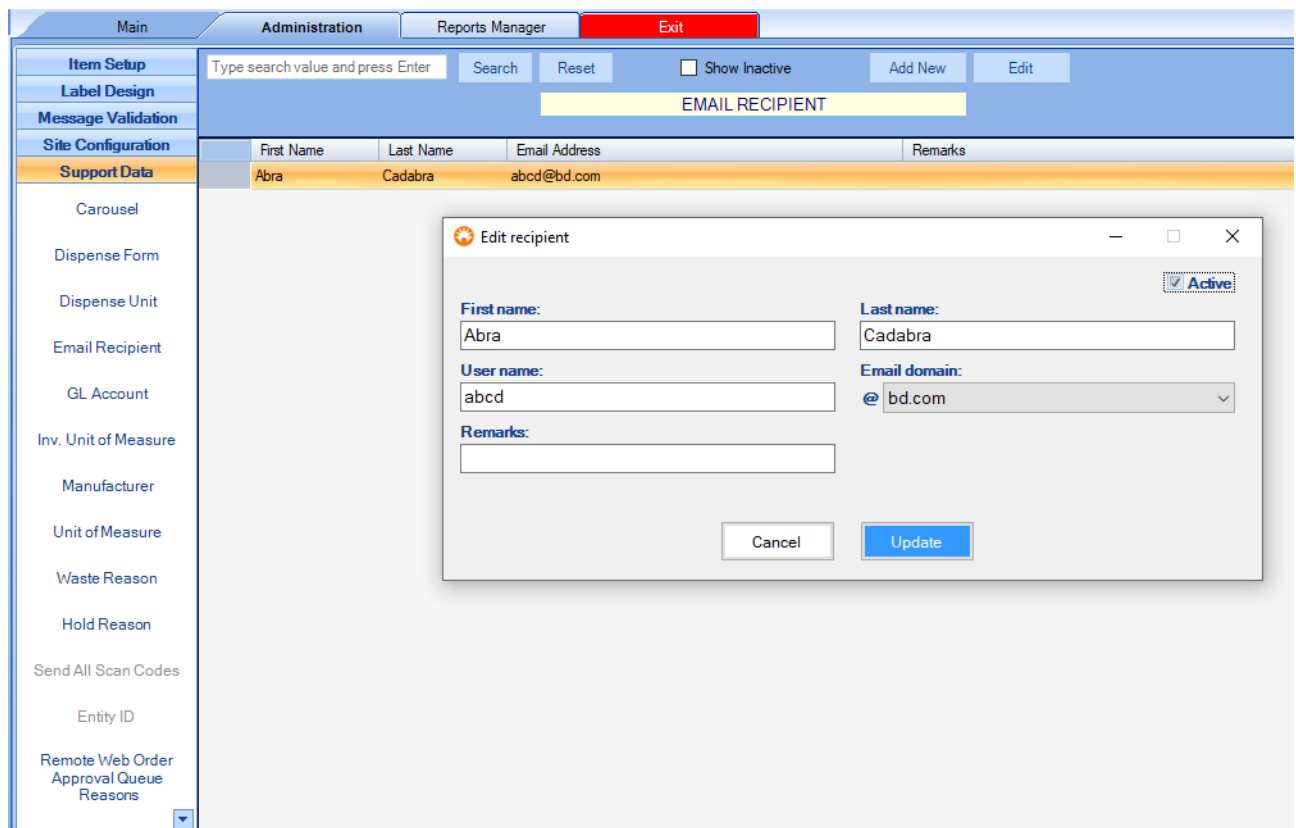 Main
Administration
Reports Manager
Exit
Item Setup
Label Design
Message Validation
Site Configuration
Support Data
Carousel
Dispense Form
Dispense Unit
Email Recipient
GL Account
Inv. Unit of Measure
Manufacturer
Unit of Measure
Waste Reason
Hold Reason
Send All Scan Codes
Entity ID
Remote Web Order
Approval Queue
Reasons
Type search value and press Enter
Search
Reset
Show Inactive
Add New
Edit
EMAIL RECIPIENT
First Name
Last Name
Email Address
Remarks
Abra
Cadabra
abcd@bd.com
Edit recipient
Active
First name:
Last name:
Abra
Cadabra
User name:
Email domain:
abcd
@ bd.com
Remarks:
Cancel
Update